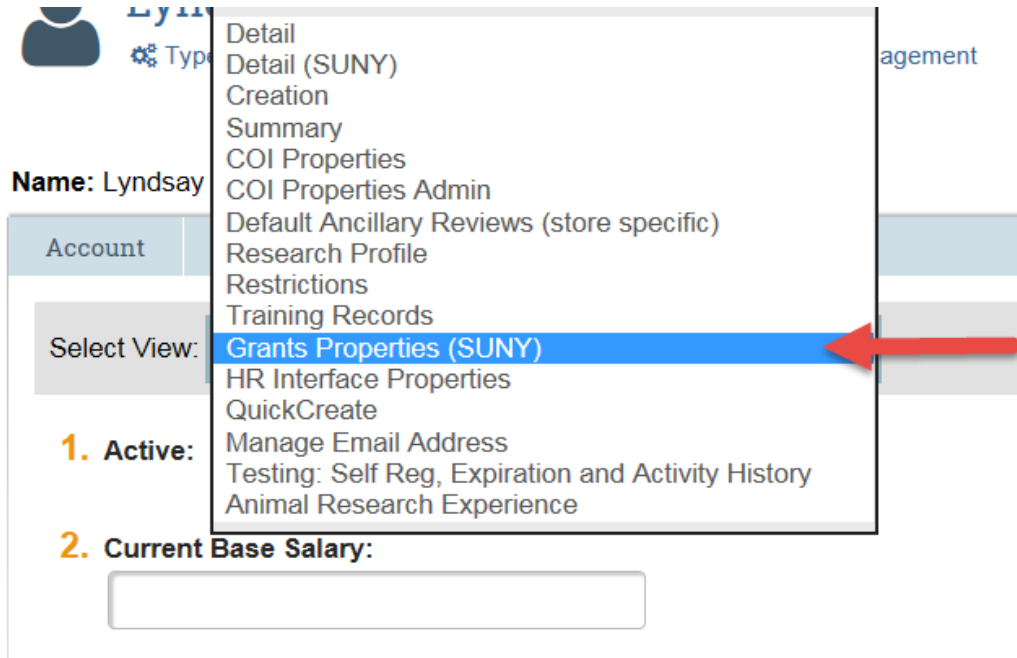 Detail
Type
Detail (SUNY)
agement
Creation
Summary
COI Properties
Name: Lyndsay
COI Properties Admin
Default Ancillary Reviews (store specific)
Account
Research Profile
Restrictions
Training Records
Select View:
Grants Properties (SUNY)
HR Interface Properties
QuickCreate
1. Active:
Manage Email Address
Testing: Self Reg, Expiration and Activity History
Animal Research Experience
2. Current Base Salary: